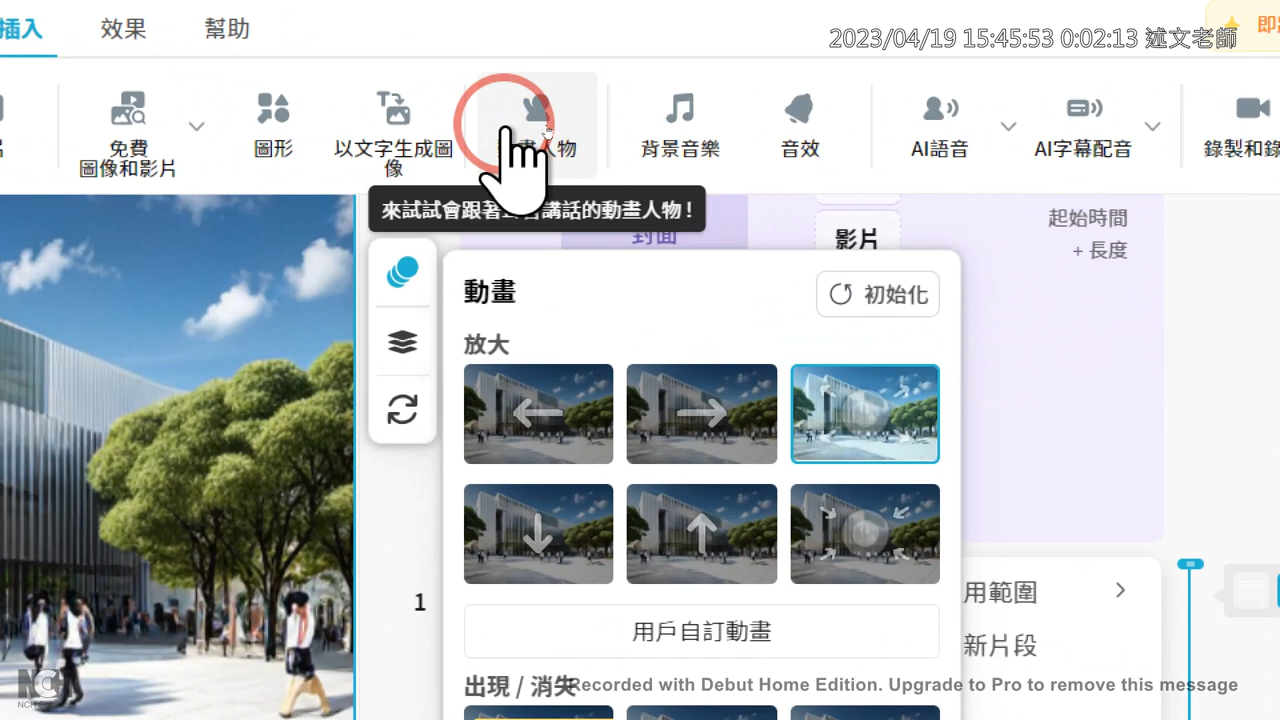 插入
效果
幫助
2023/04/19 15:45:53 0:02:13 述文老師
免費
圖像和影片
圖形
以文字生成圖
像
人物
背景音樂
音效
AI語音
AI字幕配音
錄製和錄
來試試會跟著 講話的動畫人物!
封面
影片
起始時間
+ 長度
動畫
初始化
放大
1
用戶自訂動畫
用範圍
新片段
出現 / 消失
Recorded with Debut Home Edition. Upgrade to Pro to remove this message
NCH